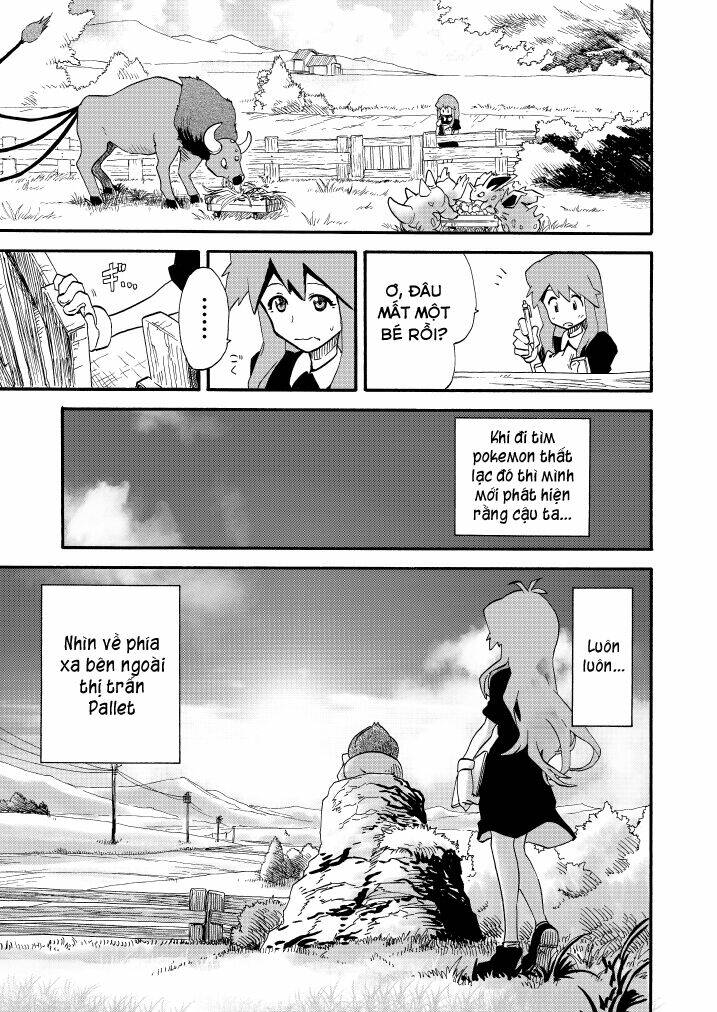 Ơ, ĐÂU
MẤT MỘT
BÉ RỒI?
......
ギ...
Khi đi tìm
pokemon thất
lạc đó thì mình
mới phát hiện
rằng cậu ta...
Luôn
luôn...
Nhìn về phía
xa bên ngoài
thị trấn
Pallet